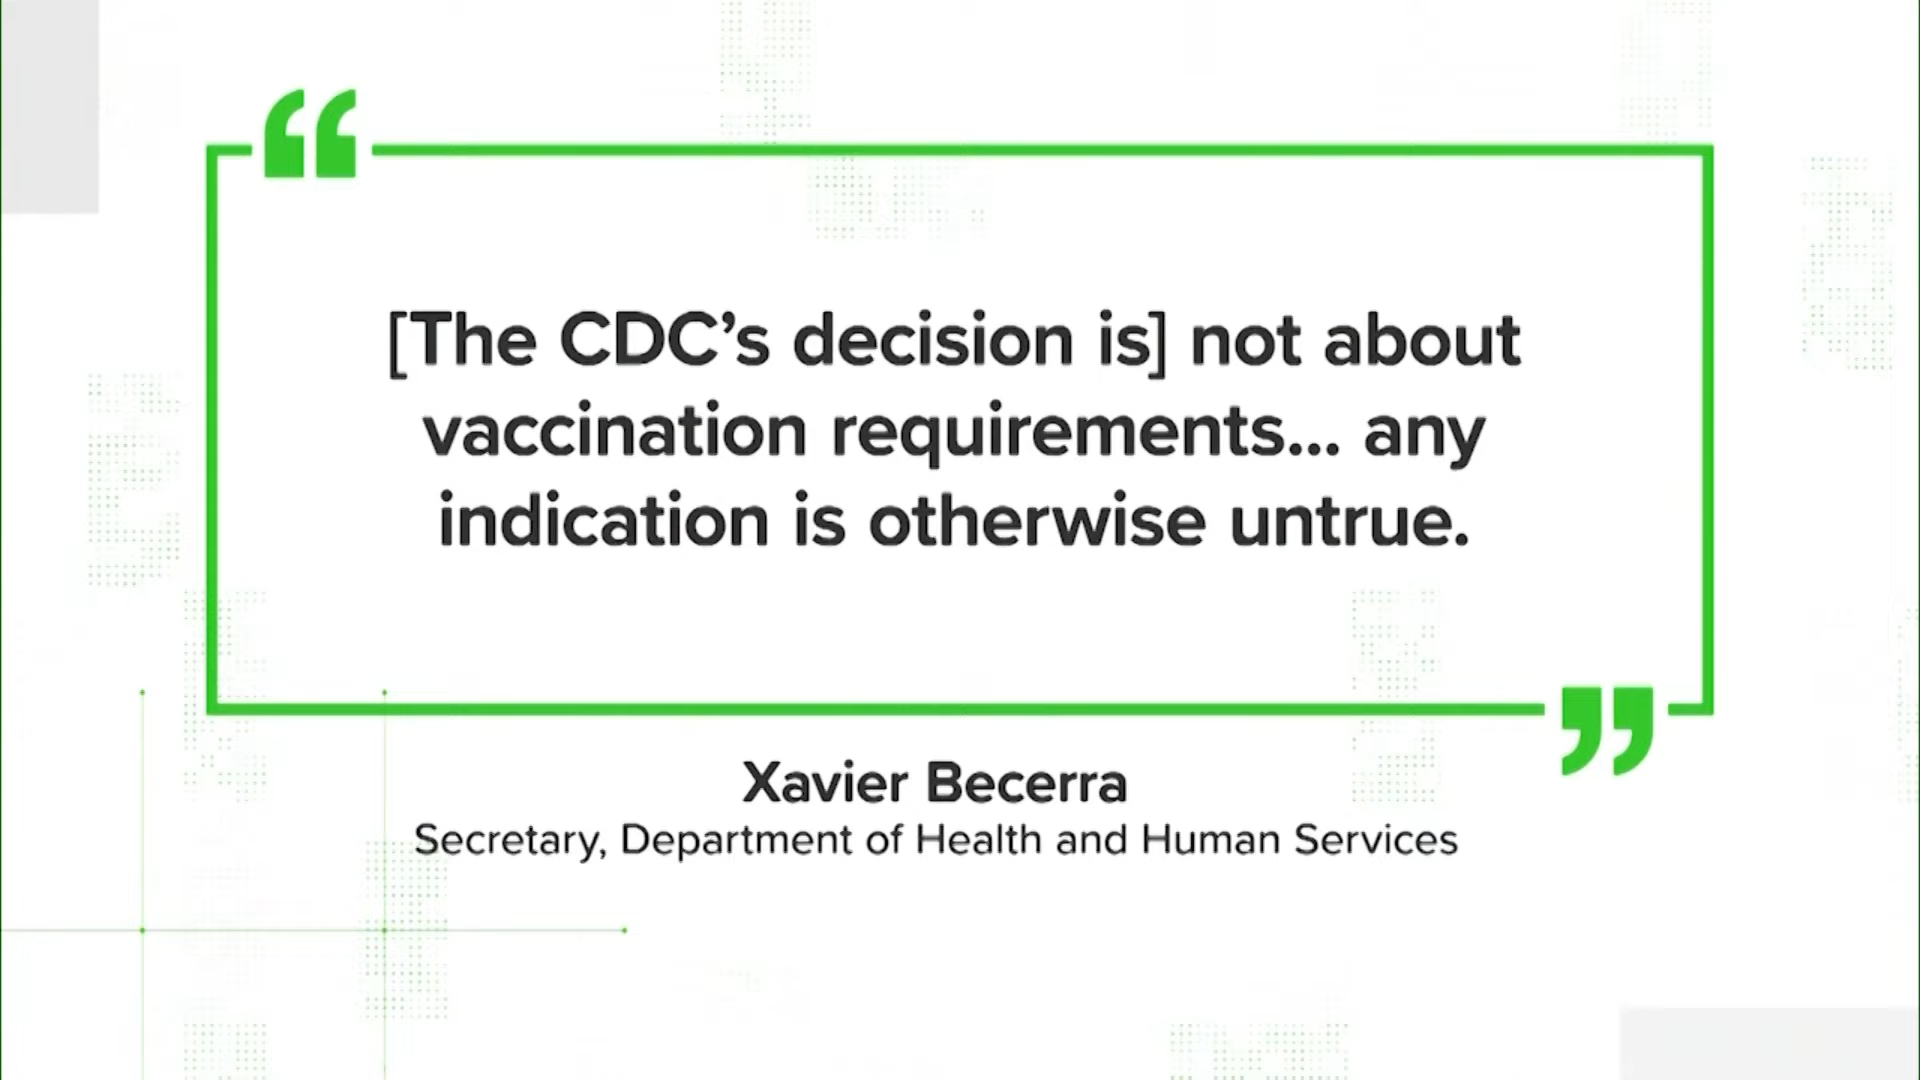 “
[The CDC’s decision is] not about
vaccination requirements... any
indication is otherwise untrue.
”
Xavier Becerra
Secretary, Department of Health and Human Services